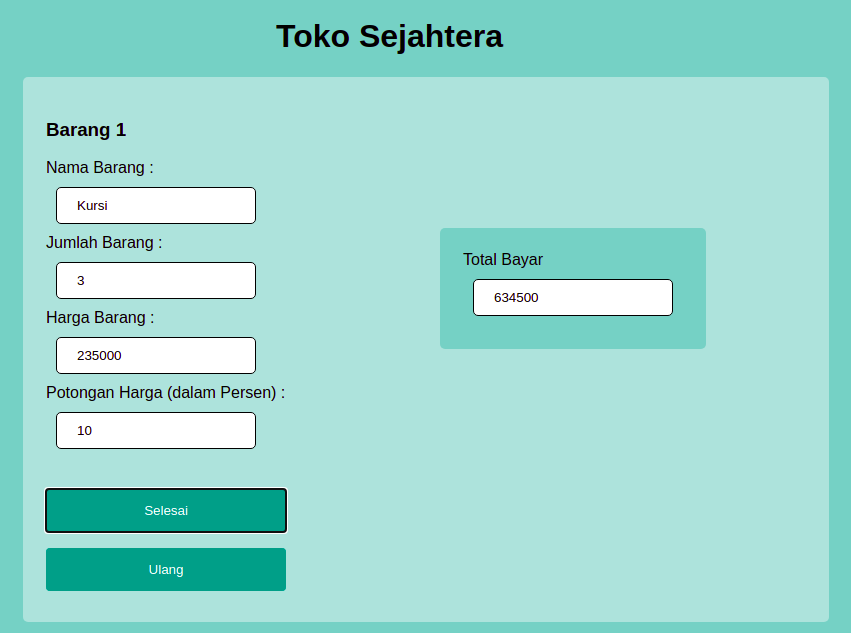 Toko Sejahtera
Barang 1
Nama Barang :
Kursi
Jumlah Barang :
3
Harga Barang :
235000
Potongan Harga (dalam Persen) :
10
Selesai
Ulang
Total Bayar
634500